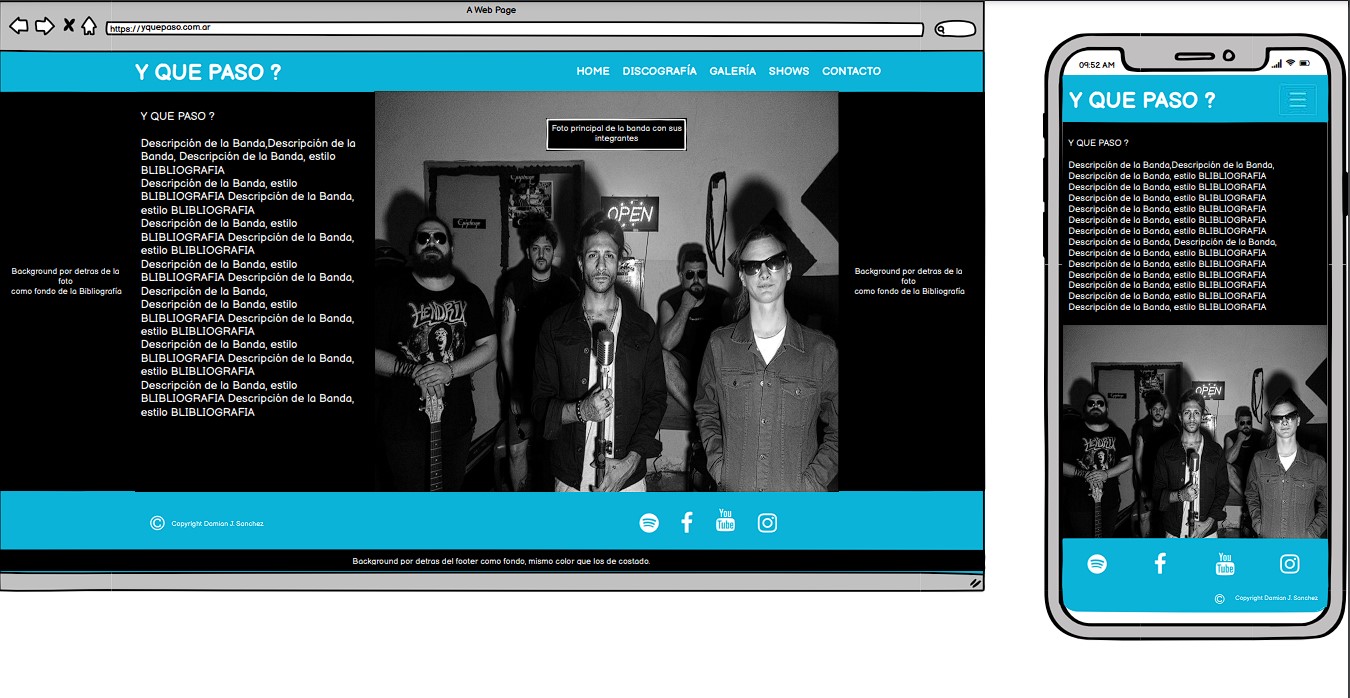 A Web Page
https://yquepaso.com.ar
Y QUE PASO ?
HOME DISCOGRAFÍA GALERÍA SHOWS CONTACTO
Background por detras de la
foto
como fondo de la Bibliografía
Y QUE PASO ?
Descripción de la Banda,Descripción de la
Banda, Descripción de la Banda, estilo
BLIBLIOGRAFIA
Descripción de la Banda, estilo
BLIBLIOGRAFIA Descripción de la Banda,
estilo BLIBLIOGRAFIA
Descripción de la Banda, estilo
BLIBLIOGRAFIA Descripción de la Banda,
estilo BLIBLIOGRAFIA
Descripción de la Banda, estilo
BLIBLIOGRAFIA Descripción de la Banda,
Descripción de la Banda,
Descripción de la Banda, estilo
BLIBLIOGRAFIA Descripción de la Banda,
estilo BLIBLIOGRAFIA
Descripción de la Banda, estilo
BLIBLIOGRAFIA Descripción de la Banda,
estilo BLIBLIOGRAFIA
Descripción de la Banda, estilo
BLIBLIOGRAFIA Descripción de la Banda,
estilo BLIBLIOGRAFIA
Foto principal de la banda con sus
integrantes
Epiphone
Epiphone
OPEN
HENDRIX
Background por detras de la
foto
como fondo de la Bibliografía
© Copyright Damian J. Sanchez
You
Tube
Background por detras del footer como fondo, mismo color que los de costado.
09:52 AM
Y QUE PASO ?
Y QUE PASO ?
Descripción de la Banda,Descripción de la Banda,
Descripción de la Banda, estilo BLIBLIOGRAFIA
Descripción de la Banda, estilo BLIBLIOGRAFIA
Descripción de la Banda, estilo BLIBLIOGRAFIA
Descripción de la Banda, estilo BLIBLIOGRAFIA
Descripción de la Banda, estilo BLIBLIOGRAFIA
Descripción de la Banda, estilo BLIBLIOGRAFIA
Descripción de la Banda, Descripción de la Banda,
Descripción de la Banda, estilo BLIBLIOGRAFIA
Descripción de la Banda, estilo BLIBLIOGRAFIA
Descripción de la Banda, estilo BLIBLIOGRAFIA
Descripción de la Banda, estilo BLIBLIOGRAFIA
Descripción de la Banda, estilo BLIBLIOGRAFIA
Descripción de la Banda, estilo BLIBLIOGRAFIA
OPEN
HENDRIX
You
Tube
© Copyright Damian J. Sanchez